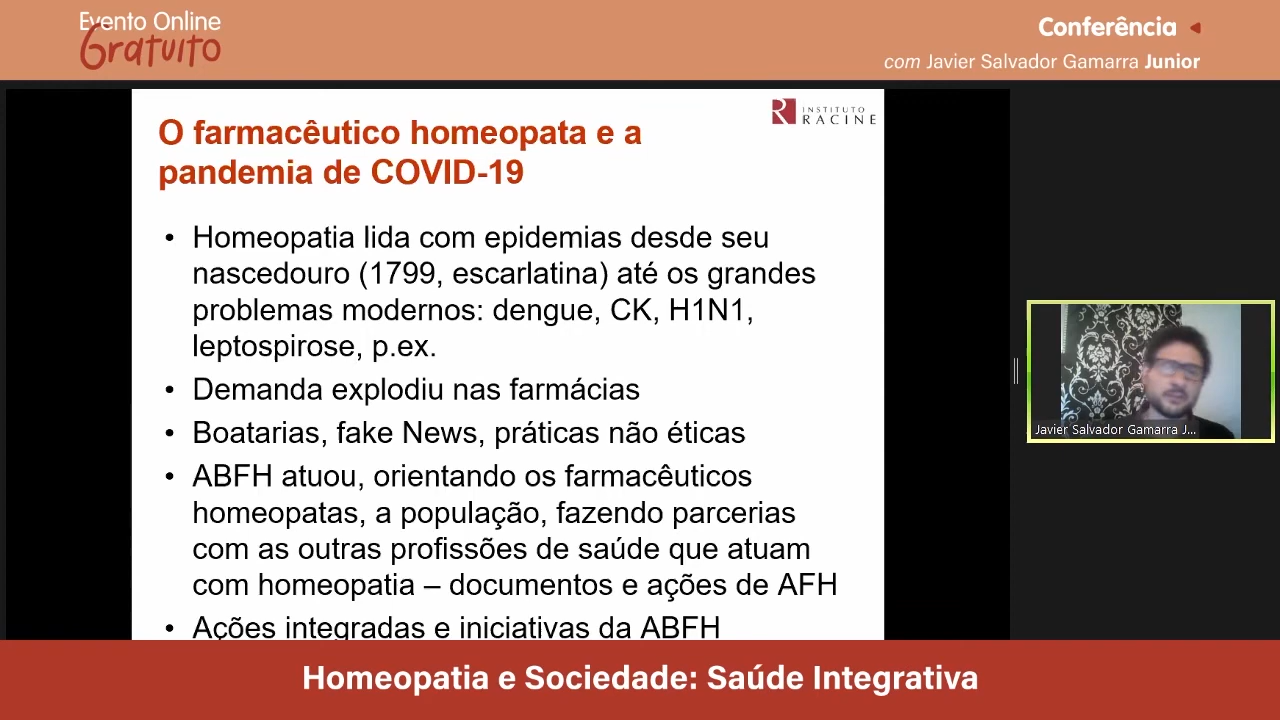 Evento Online
Gratuito
Conferência
com Javier Salvador Gamarra Junior
INSTITUTO
RACINE
O farmacêutico homeopata e a
pandemia de COVID-19
• Homeopatia lida com epidemias desde seu
nascedouro (1799, escarlatina) até os grandes
problemas modernos: dengue, CK, H1N1,
leptospirose, p.ex.
• Demanda explodiu nas farmácias
• Boatarias, fake News, práticas não éticas
• ABFH atuou, orientando os farmacêuticos
homeopatas, a população, fazendo parcerias
com as outras profissões de saúde que atuam
com homeopatia – documentos e ações de AFH
• Ações integradas e iniciativas da ABFH
Javier Salvador Gamarra J...
Homeopatia e Sociedade: Saúde Integrativa